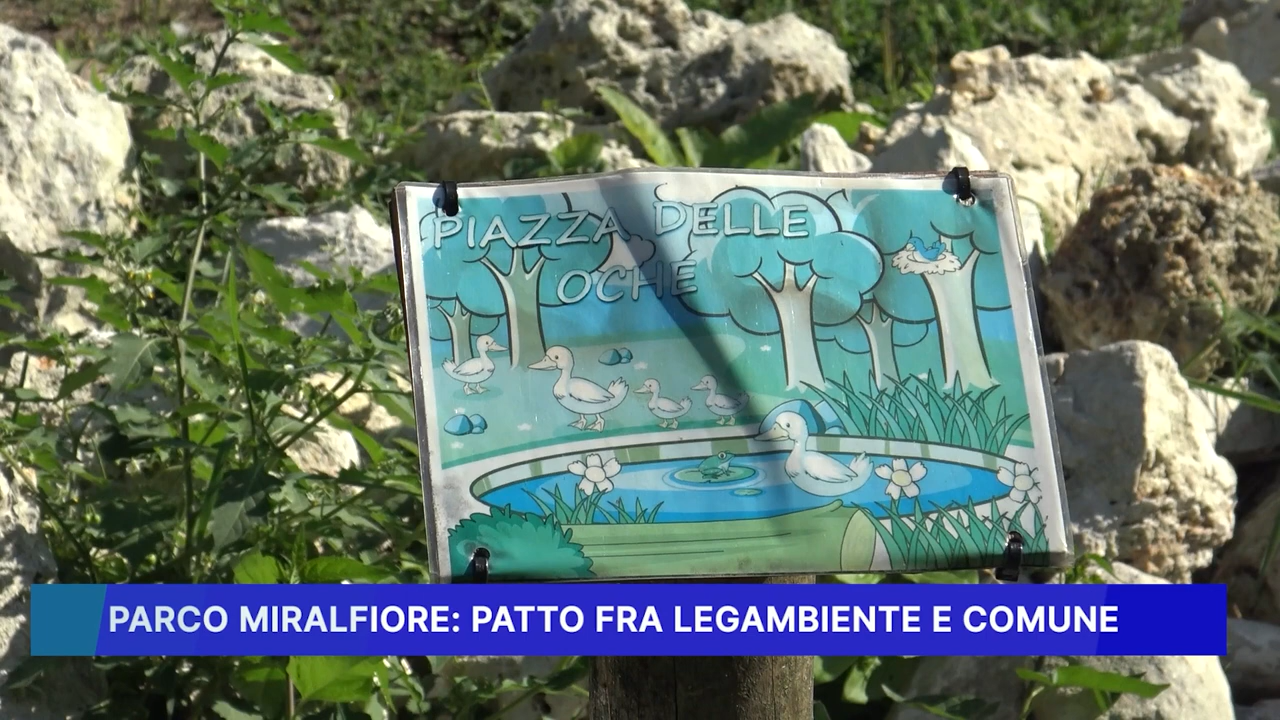 PIAZZA DELLE
OCHE
PARCO MIRALFIORE: PATTO FRA LEGAMBIENTE E COMUNE